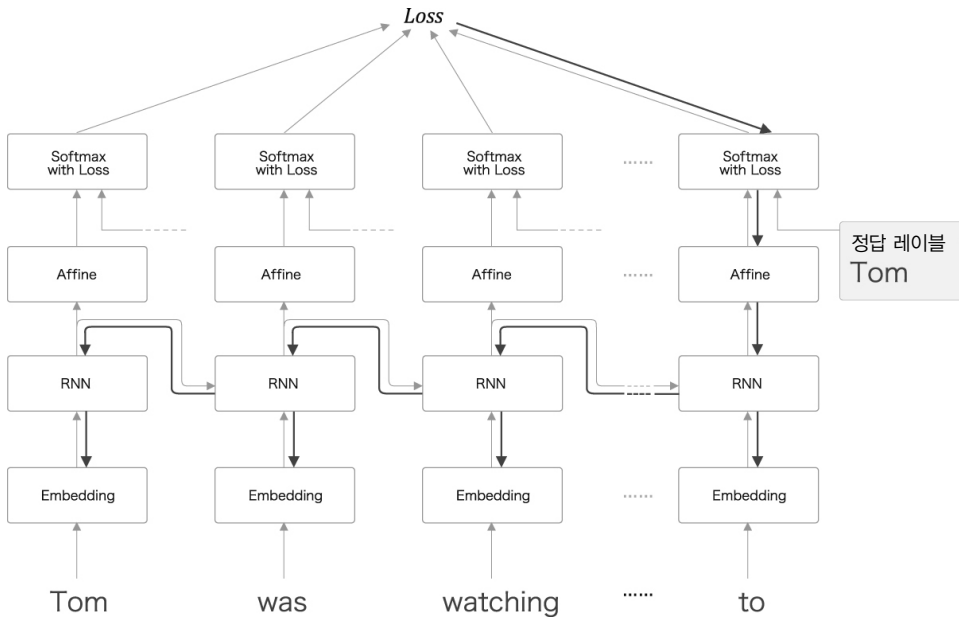 Loss
Softmax
with Loss
Softmax
with Loss
Softmax
with Loss
......
Softmax
with Loss
Affine
Affine
Affine
......
Affine
정답 레이블
Tom
RNN
RNN
RNN
RNN
Embedding
Embedding
Embedding
......
Embedding
Tom
was
watching
......
to